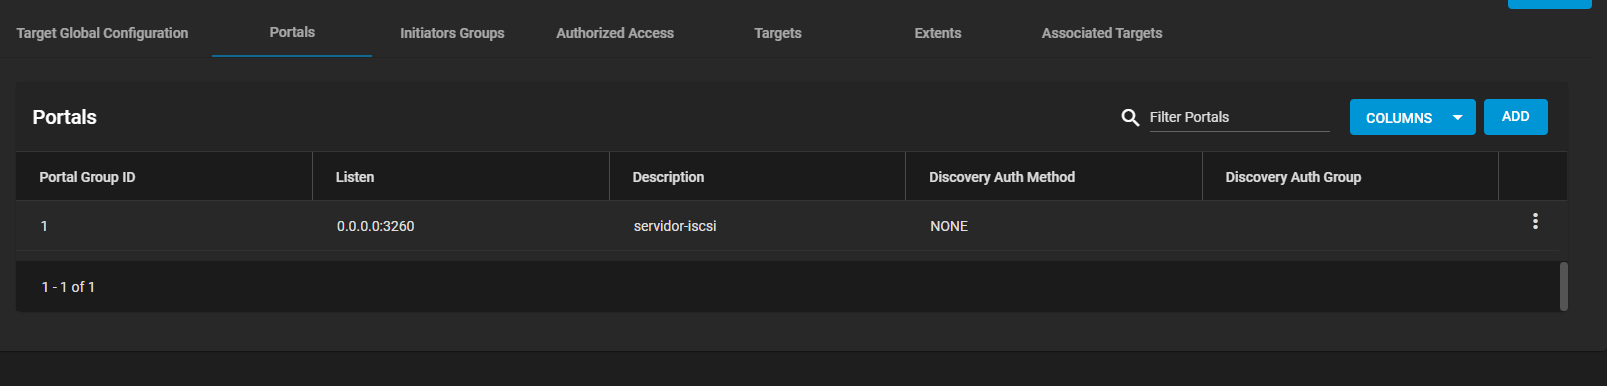 Target Global Configuration Portals Initiators Groups Authorized Access Targets Extents Associated Targets
Portals Filter Portals COLUMNS ADD
Portal Group ID Listen Description Discovery Auth Method Discovery Auth Group
1 0.0.0.0:3260 servidor-iscsi NONE
1 - 1 of 1